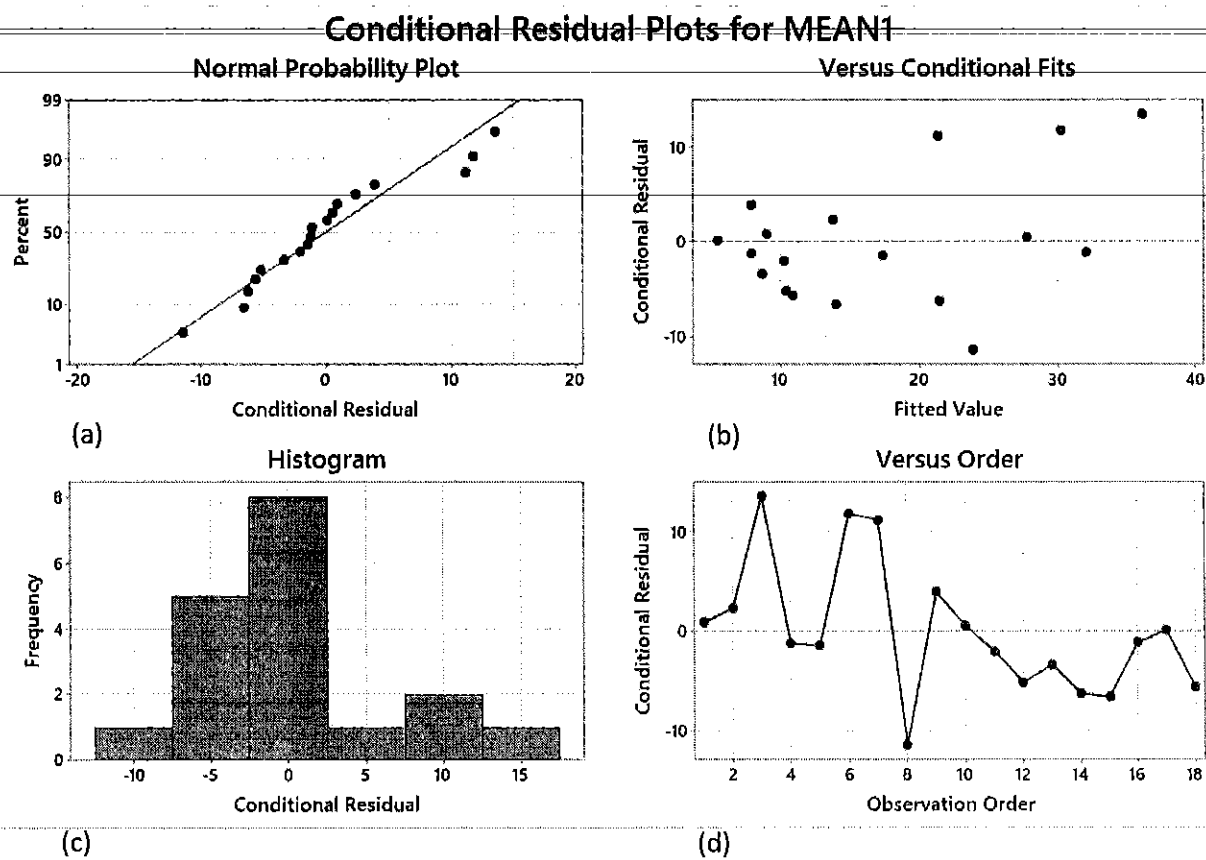 Conditional Residual Plots for MEAN1
Normal Probability Plot
99
90
50
10
1
Percent
-20 -10 0 10 20
Conditional Residual
(a)
Versus Conditional Fits
10
0
-10
Conditional Residual
10 20 30 40
Fitted Value
(b)
Histogram
8
6
4
2
0
Frequency
-10 -5 0 5 10 15
Conditional Residual
(c)
Versus Order
10
0
-10
Conditional Residual
2 4 6 8 10 12 14 16 18
Observation Order
(d)